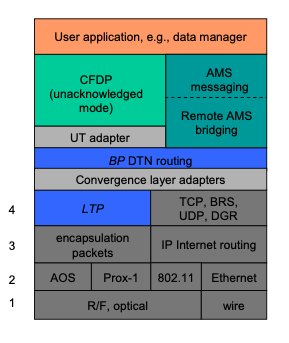 User application, e.g., data manager
CFDP
(unacknowledged
mode)
AMS
messaging
Remote AMS
bridging
UT adapter
BP DTN routing
Convergence layer adapters
4
LTP
TCP, BRS,
UDP, DGR
3
encapsulation
packets
IP Internet routing
2
AOS
Prox-1
802.11
Ethernet
1
R/F, optical
wire